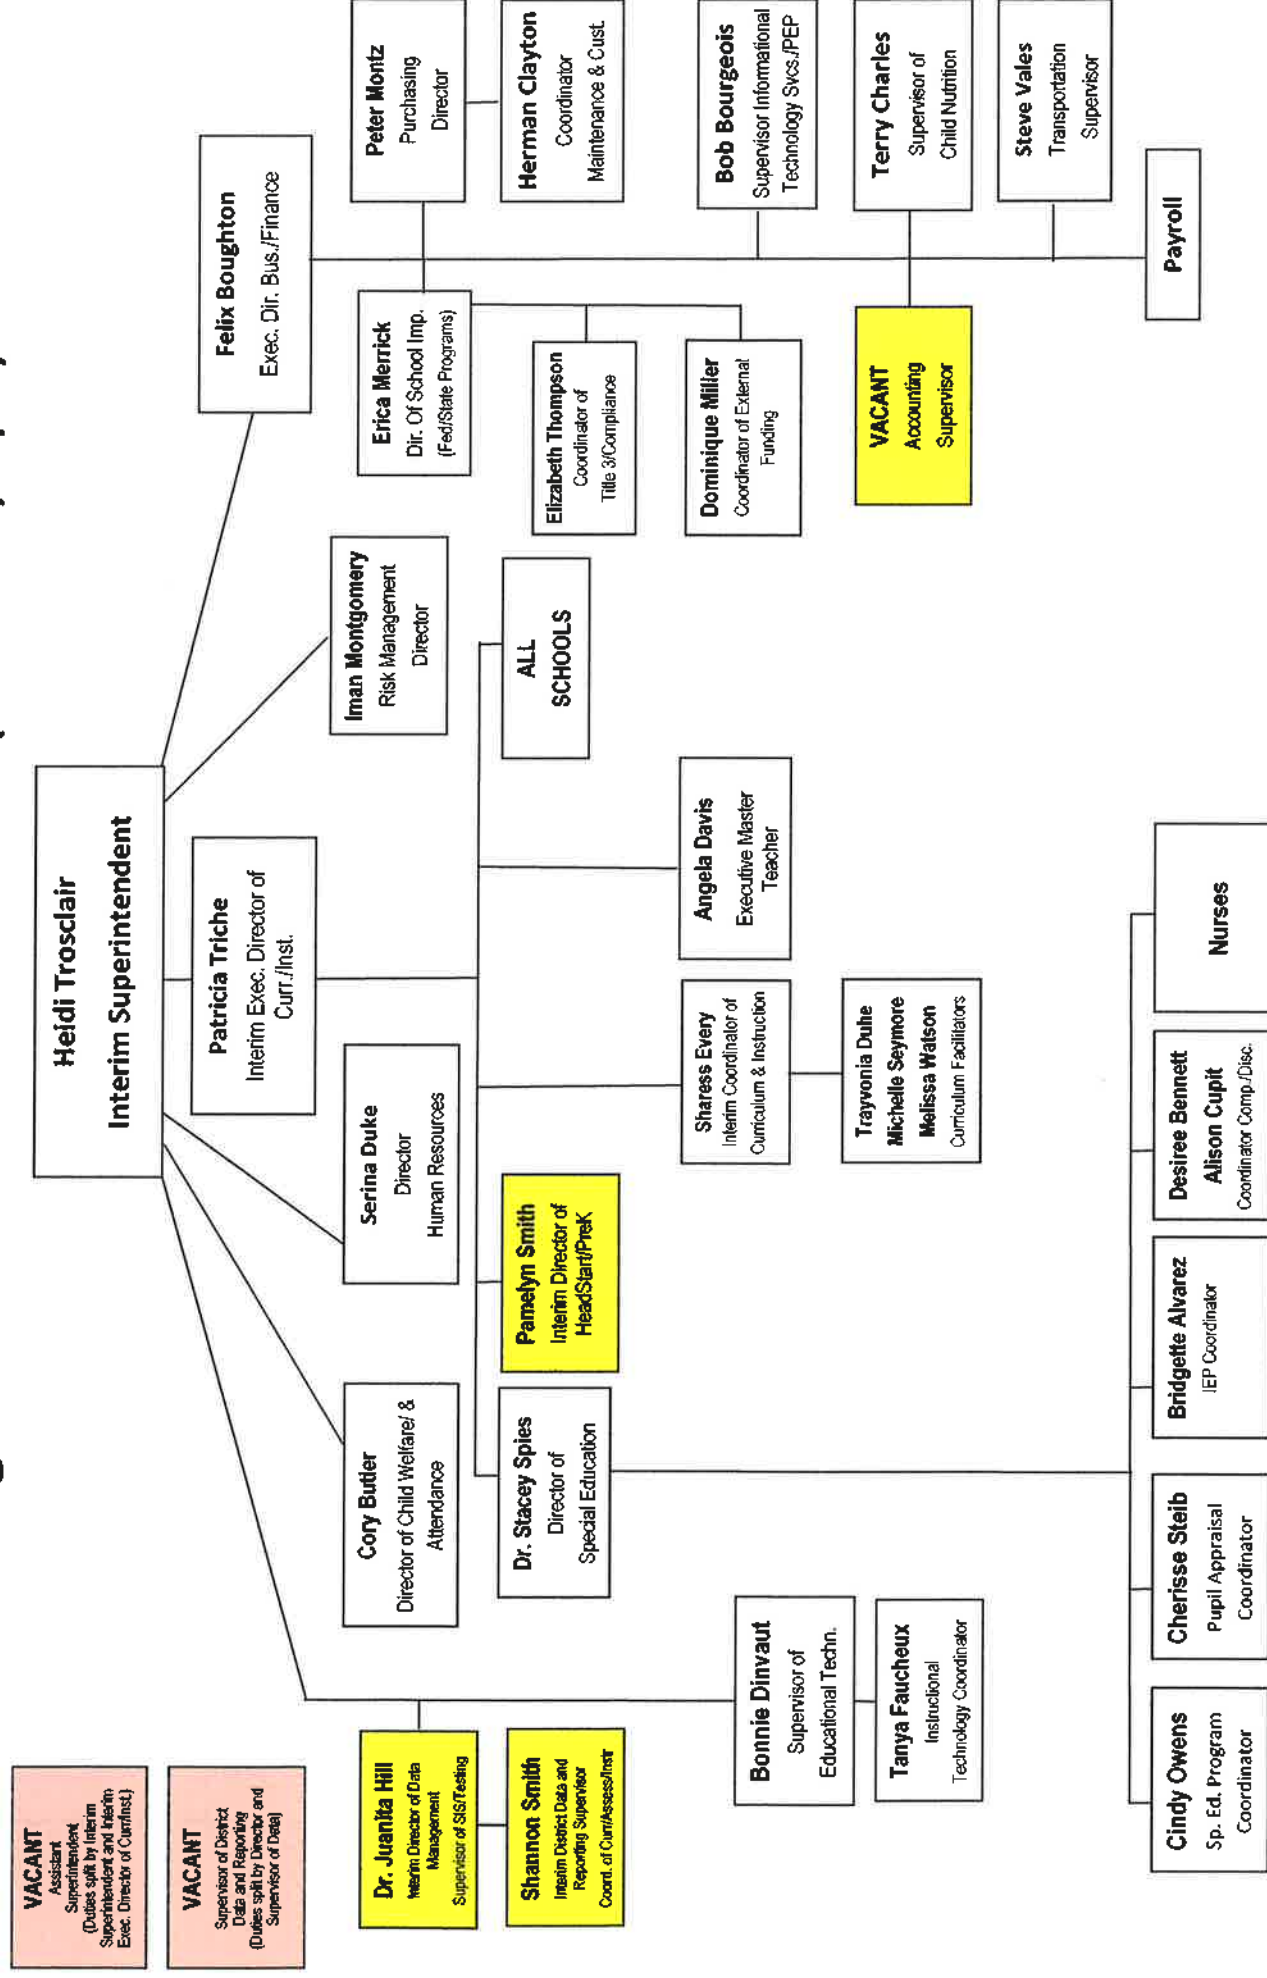 Heidi Trosclair
Interim Superintendent
VACANT
Assistant
Superintendent
(Duties split by Interim
Superintendent and Interim
Exec. Director of Curr/Inst.)
VACANT
Supervisor of District
Data and Reporting
(Duties split by Director and
Supervisor of Data)
Patricia Triche
Interim Exec. Director of
Curr./Inst.
Felix Boughton
Exec. Dir. Bus./Finance
Dr. Juanita Hill
Interim Director of Data
Management
Supervisor of SIS/Testing
Shannon Smith
Interim District Data and
Reporting Supervisor
Coord. of Curr/Assess/Instr
Cory Butler
Director of Child Welfare/ &
Attendance
Serina Duke
Director
Human Resources
Iman Montgomery
Risk Management
Director
Erica Merrick
Dir. Of School Imp.
(Fed/State Programs)
Peter Montz
Purchasing
Director
Herman Clayton
Coordinator
Maintenance & Cust.
Dr. Stacey Spies
Director of
Special Education
Pamelyn Smith
Interim Director of
HeadStart/PreK
ALL
SCHOOLS
Elizabeth Thompson
Coordinator of
Title 3/Compliance
Bonnie Dinvaut
Supervisor of
Educational Techn.
Tanya Faucheux
Instructional
Technology Coordinator
Sharess Every
Interim Coordinator of
Curriculum & Instruction
Trayvonia Duhe
Michelle Seymore
Melissa Watson
Curriculum Facilitators
Angela Davis
Executive Master
Teacher
Dominique Miller
Coordinator of External
Funding
Bob Bourgeois
Supervisor Informational
Technology Svcs./PEP
VACANT
Accounting
Supervisor
Terry Charles
Supervisor of
Child Nutrition
Steve Vales
Transportation
Supervisor
Payroll
Cindy Owens
Sp. Ed. Program
Coordinator
Cherisse Steib
Pupil Appraisal
Coordinator
Bridgette Alvarez
IEP Coordinator
Desiree Bennett
Alison Cupit
Coordinator Comp./Disc.
Nurses